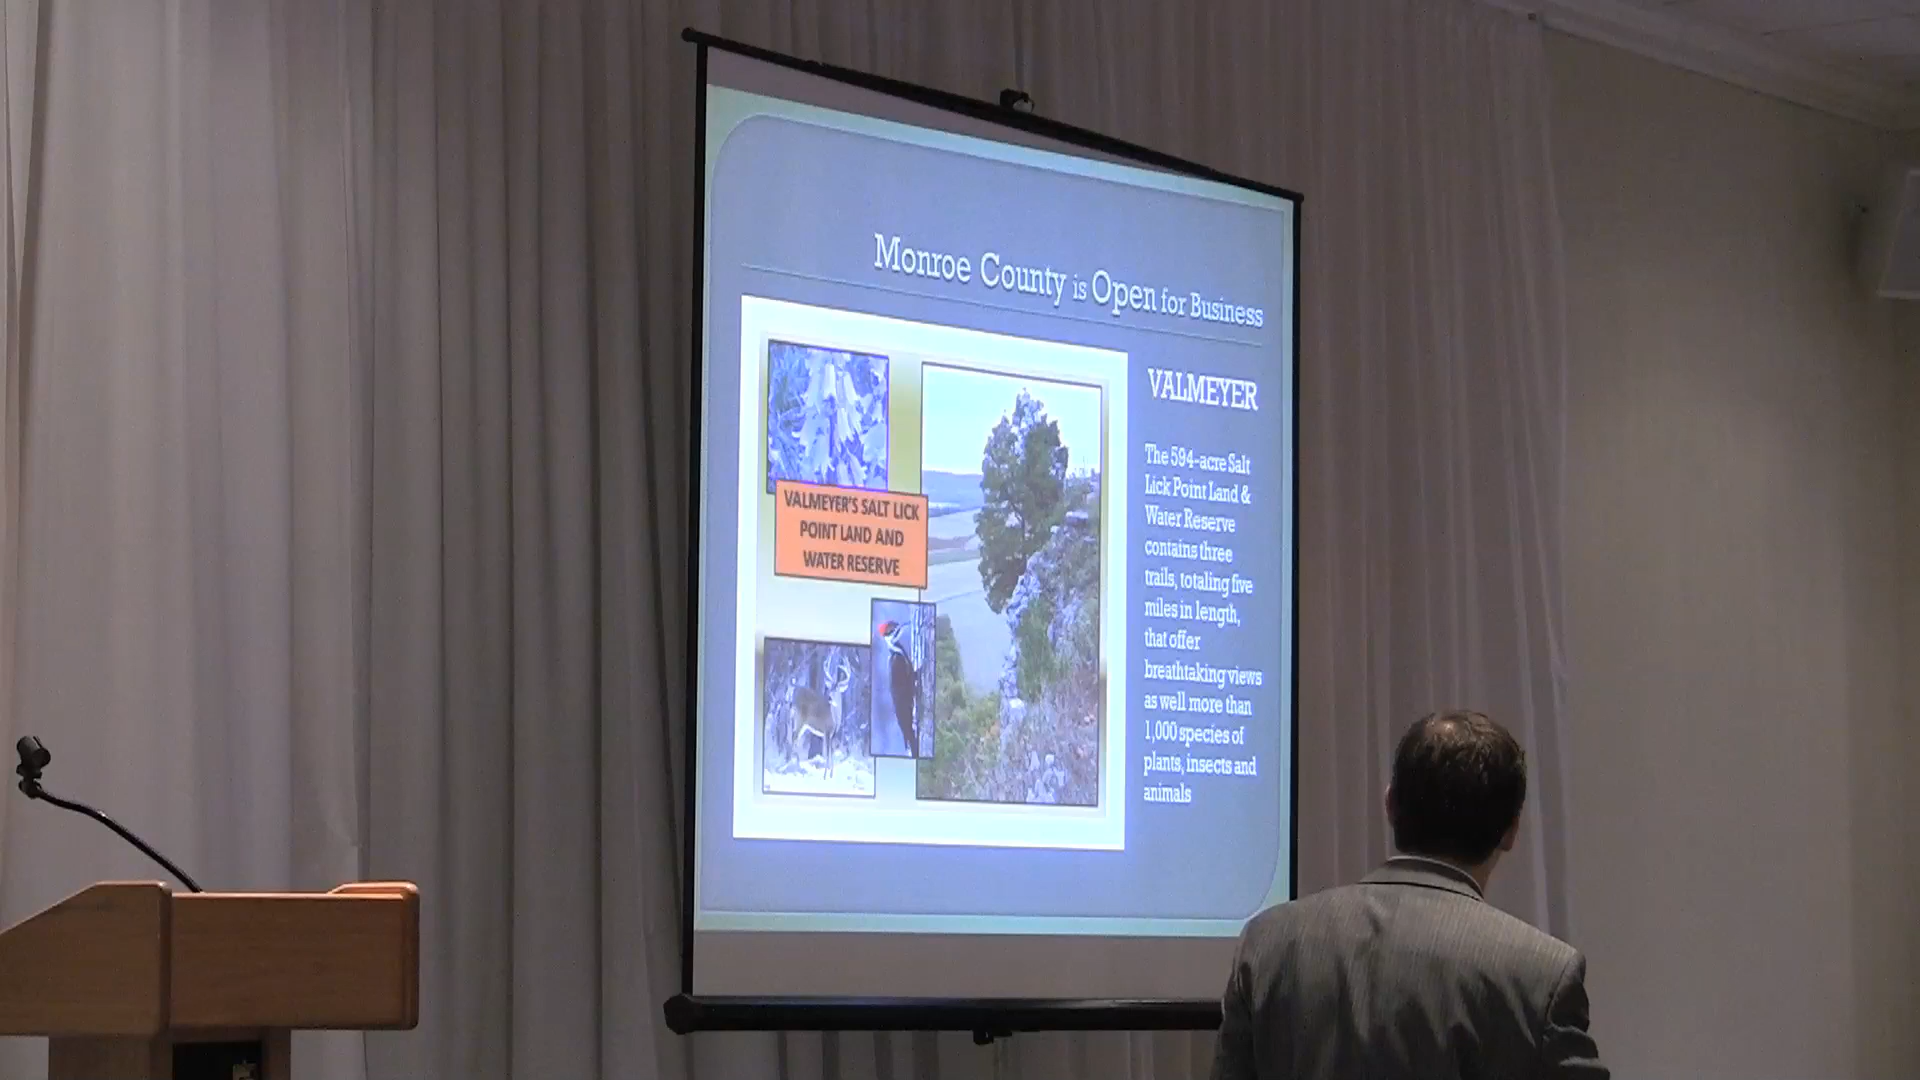 Monroe County is Open for Business
VALMEYER'S SALT LICK
POINT LAND AND
WATER RESERVE
VALMEYER
The 594-acre Salt
Lick Point Land &
Water Reserve
contains three
trails, totaling five
miles in length,
that offer
breathtaking views
as well more than
1,000 species of
plants, insects and
animals